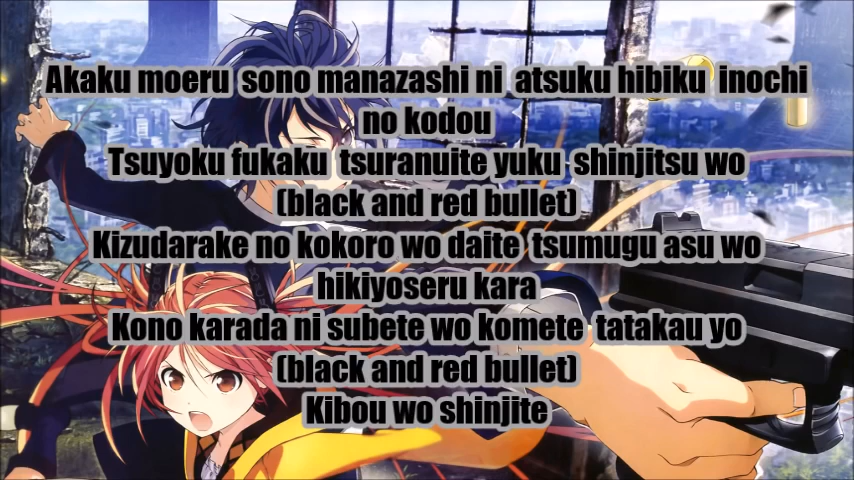 Akaku moeru sono manazashi ni atsuku hibiku inochi
no kodou
Tsuyoku fukaku tsuranuite yuku shinjitsu wo
(black and red bullet)
Kizudarake no kokoro wo daite tsumugu asu wo
hikiyoseru kara
Kono karada ni subete wo komete tatakau yo
(black and red bullet)
Kibou wo shinjite